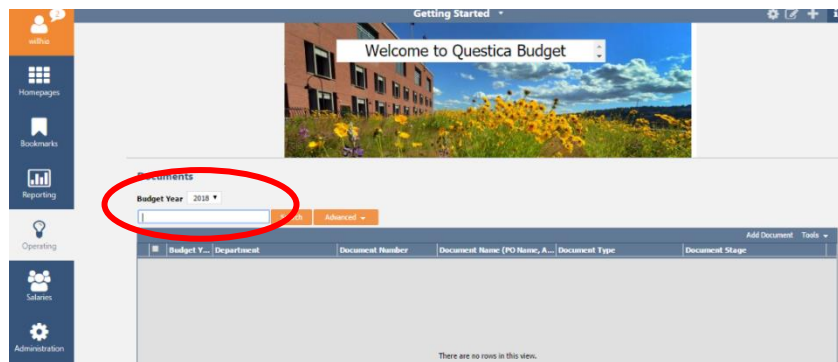 2
Getting Started
Welcome to Questica Budget
Homepages
Bookmarks
Reporting
Operating
Salaries
Administration
Documents
Budget Year 2018
Advanced
Add Document Tools
Budget Y... Department Document Number Document Name (PO Name, A... Document Type Document Stage
There are no rows in this view.